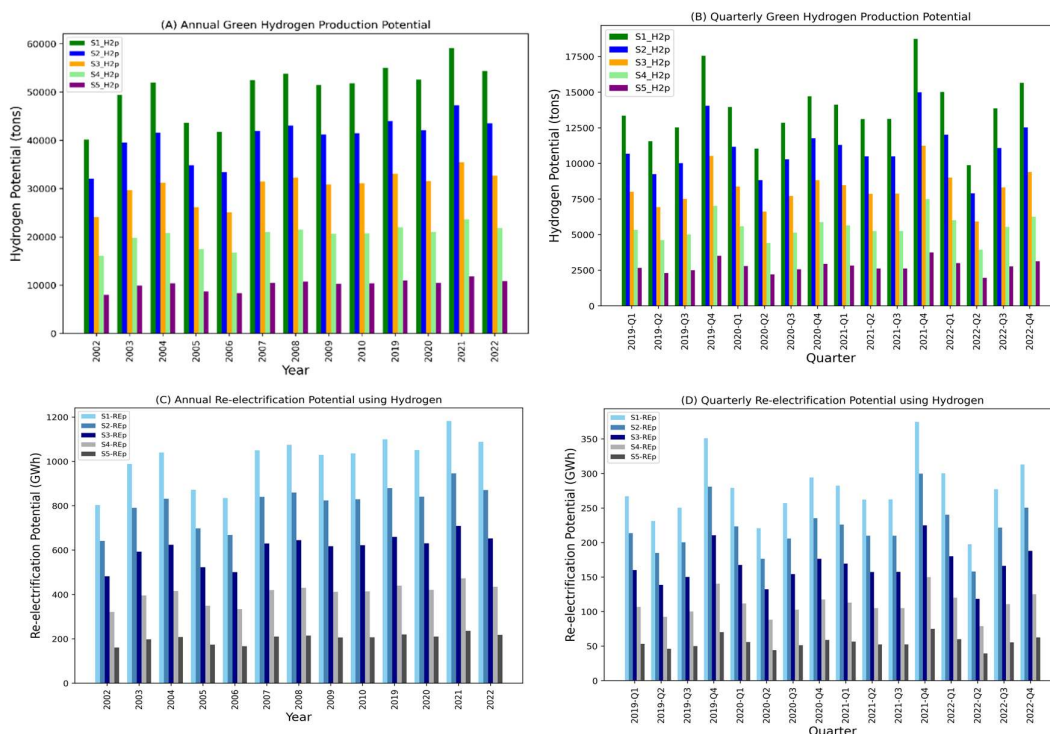 (A) Annual Green Hydrogen Production Potential
Hydrogen Potential (tons)
60000
50000
40000
30000
20000
10000
0
S1_H2p
S2_H2p
S3_H2p
S4_H2p
S5_H2p
2002
2003
2004
2005
2006
2007
2008
2009
2010
2019
2020
2021
2022
Year
(B) Quarterly Green Hydrogen Production Potential
Hydrogen Potential (tons)
17500
15000
12500
10000
7500
5000
2500
0
S1_H2p
S2_H2p
S3_H2p
S4_H2p
S5_H2p
2019-Q1
2019-Q2
2019-Q3
2019-Q4
2020-Q1
2020-Q2
2020-Q3
2020-Q4
2021-Q1
2021-Q2
2021-Q3
2021-Q4
2022-Q1
2022-Q2
2022-Q3
2022-Q4
Quarter
(C) Annual Re-electrification Potential using Hydrogen
Re-electrification Potential (GWh)
1200
1000
800
600
400
200
0
S1-REp
S2-REp
S3-REp
S4-REp
S5-REp
2002
2003
2004
2005
2006
2007
2008
2009
2010
2019
2020
2021
2022
Year
(D) Quarterly Re-electrification Potential using Hydrogen
Re-electrification Potential (GWh)
350
300
250
200
150
100
50
0
S1-REp
S2-REp
S3-REp
S4-REp
S5-REp
2019-Q1
2019-Q2
2019-Q3
2019-Q4
2020-Q1
2020-Q2
2020-Q3
2020-Q4
2021-Q1
2021-Q2
2021-Q3
2021-Q4
2022-Q1
2022-Q2
2022-Q3
2022-Q4
Quarter